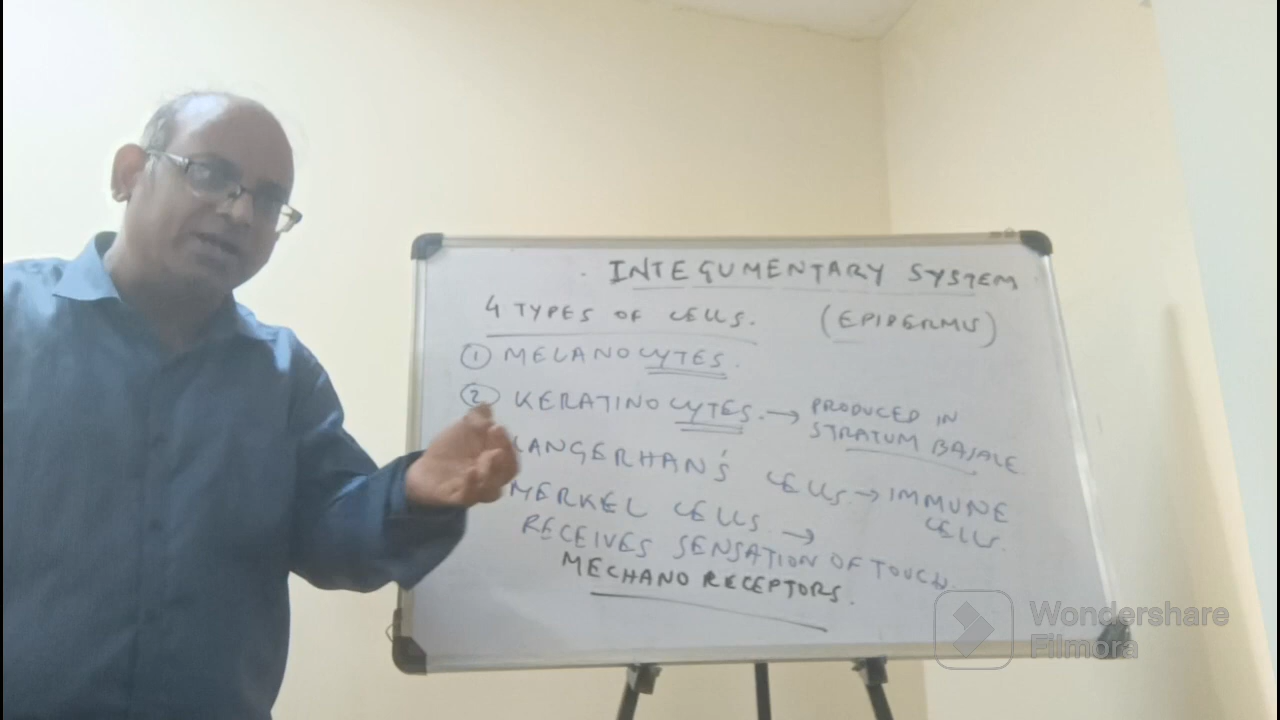 INTEGUMENTARY SYSTEM
4 TYPES OF CELLS. (EPIDERMIS)
① MELANOCYTES.
② KERATINOCYTES. → PRODUCED IN
STRATUM BASALE
LANGERHAN'S CELLS → IMMUNE
CELLS.
MERKEL CELLS →
RECEIVES SENSATION OF TOUCH.
MECHANO RECEPTORS.
Wondershare
Filmora